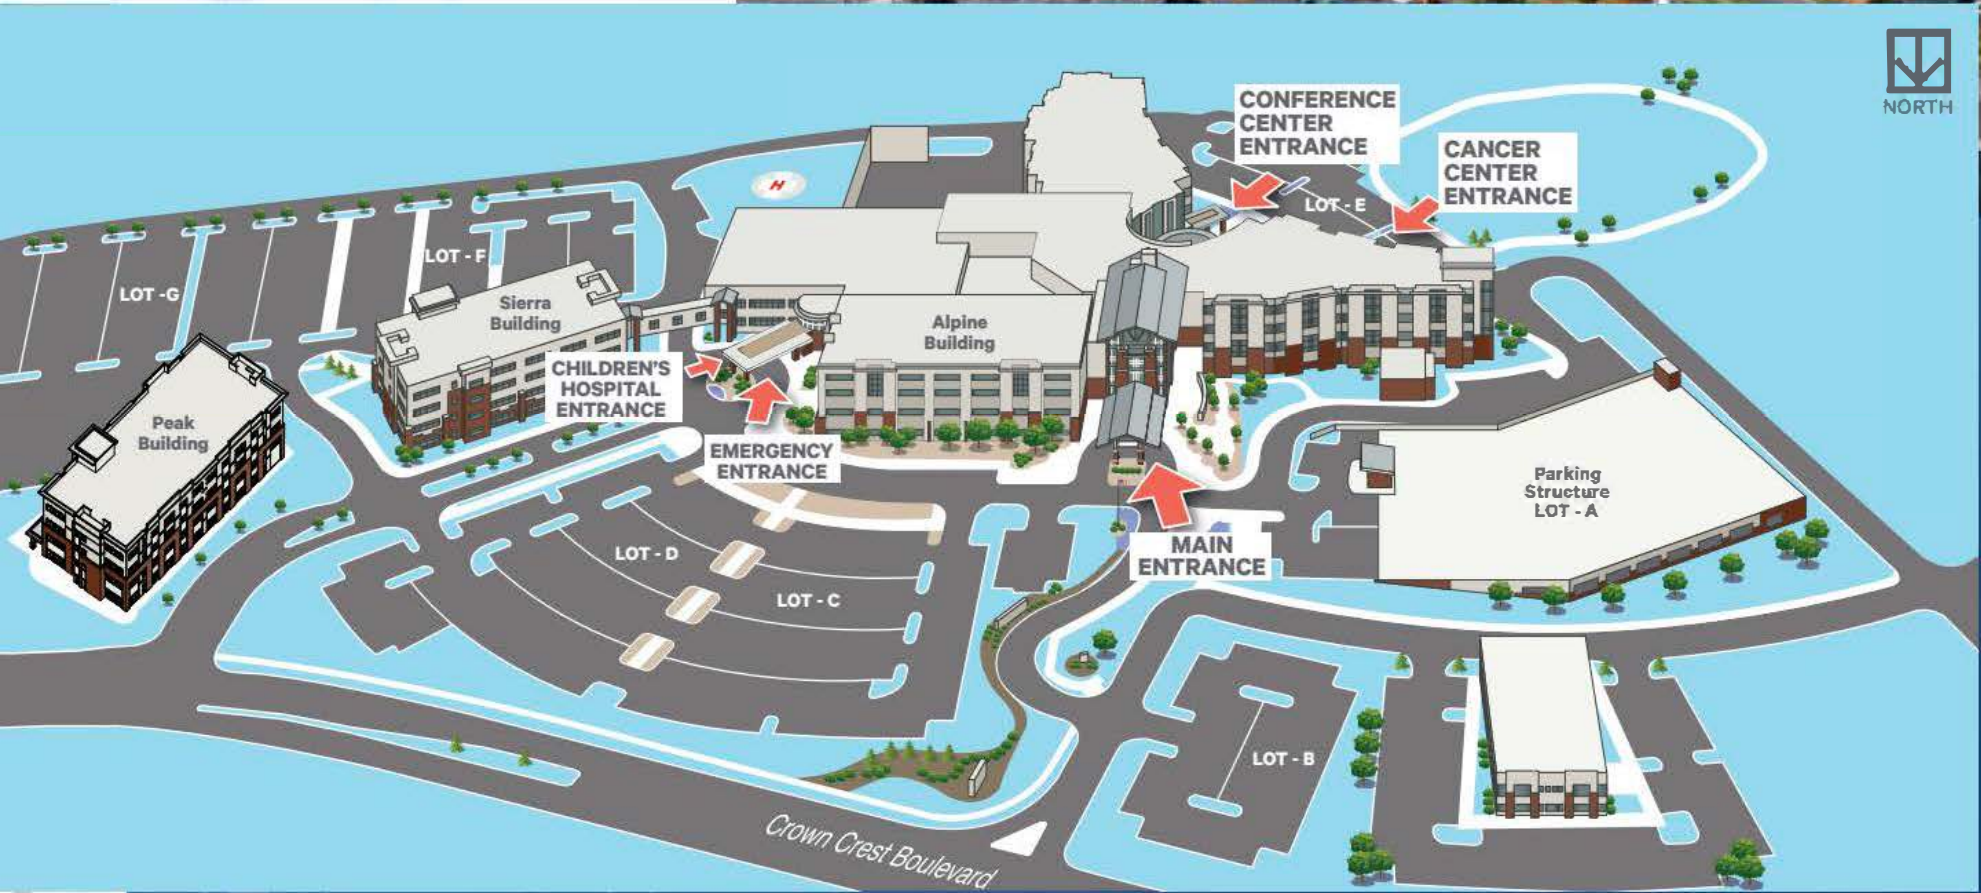 NORTH
CONFERENCE
CENTER
ENTRANCE
CANCER
CENTER
ENTRANCE
H
LOT - E
LOT - F
LOT -G
Sierra
Building
Alpine
Building
CHILDREN'S
HOSPITAL
ENTRANCE
Peak
Building
EMERGENCY
ENTRANCE
Parking
Structure
LOT - A
MAIN
ENTRANCE
LOT - D
LOT - C
LOT - B
Crown Crest Boulevard